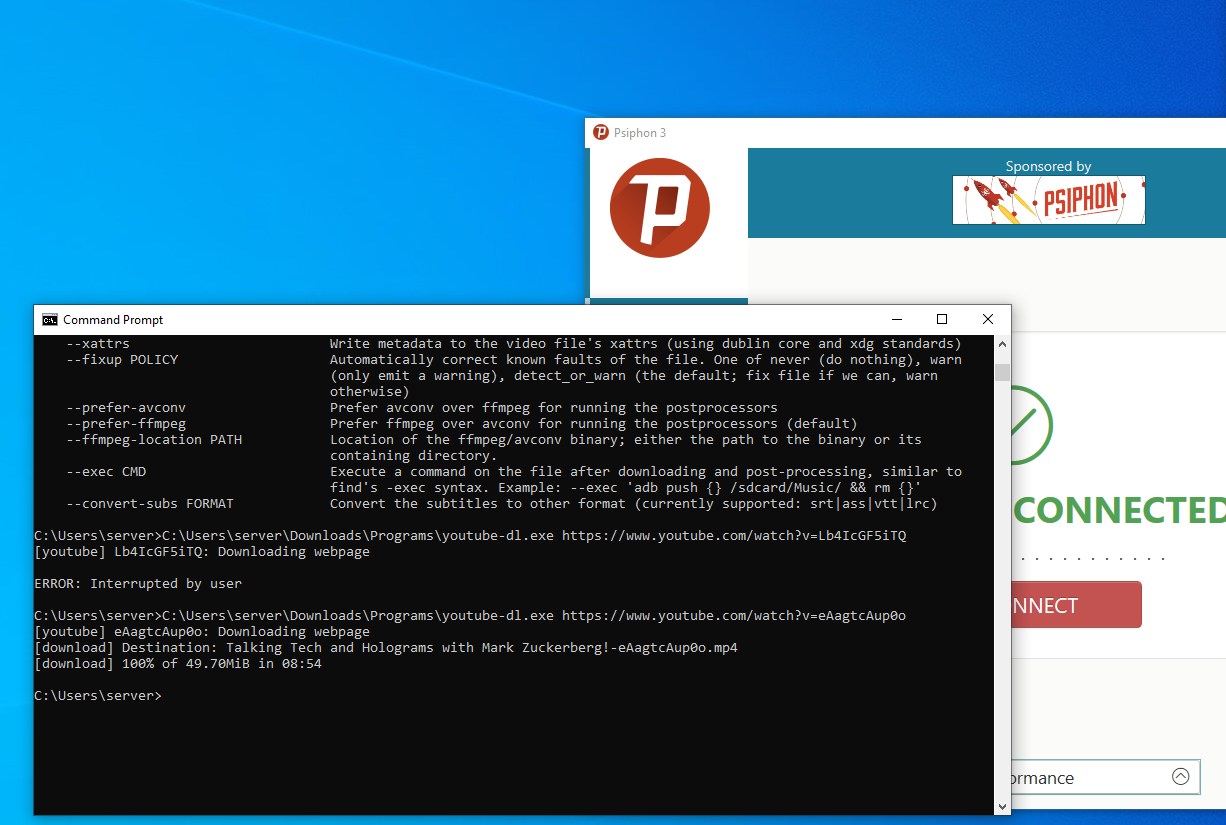 Psiphon 3
Sponsored by
PSIPHON
Command Prompt
--xattrs Write metadata to the video file's xattrs (using dublin core and xdg standards)
--fixup POLICY Automatically correct known faults of the file. One of never (do nothing), warn
(only emit a warning), detect_or_warn (the default; fix file if we can, warn
otherwise)
--prefer-avconv Prefer avconv over ffmpeg for running the postprocessors
--prefer-ffmpeg Prefer ffmpeg over avconv for running the postprocessors (default)
--ffmpeg-location PATH Location of the ffmpeg/avconv binary; either the path to the binary or its
containing directory.
--exec CMD Execute a command on the file after downloading and post-processing, similar to
find's -exec syntax. Example: --exec 'adb push {} /sdcard/Music/ && rm {}'
--convert-subs FORMAT Convert the subtitles to other format (currently supported: srt|ass|vtt|lrc)
C:\Users\server>C:\Users\server\Downloads\Programs\youtube-dl.exe https://www.youtube.com/watch?v=Lb4IcGF5iTQ
[youtube] Lb4IcGF5iTQ: Downloading webpage
ERROR: Interrupted by user
C:\Users\server>C:\Users\server\Downloads\Programs\youtube-dl.exe https://www.youtube.com/watch?v=eAagtcAup0o
[youtube] eAagtcAup0o: Downloading webpage
[download] Destination: Talking Tech and Holograms with Mark Zuckerberg!-eAagtcAup0o.mp4
[download] 100% of 49.70MiB in 08:54
C:\Users\server>
CONNECTED
NNECT
ormance